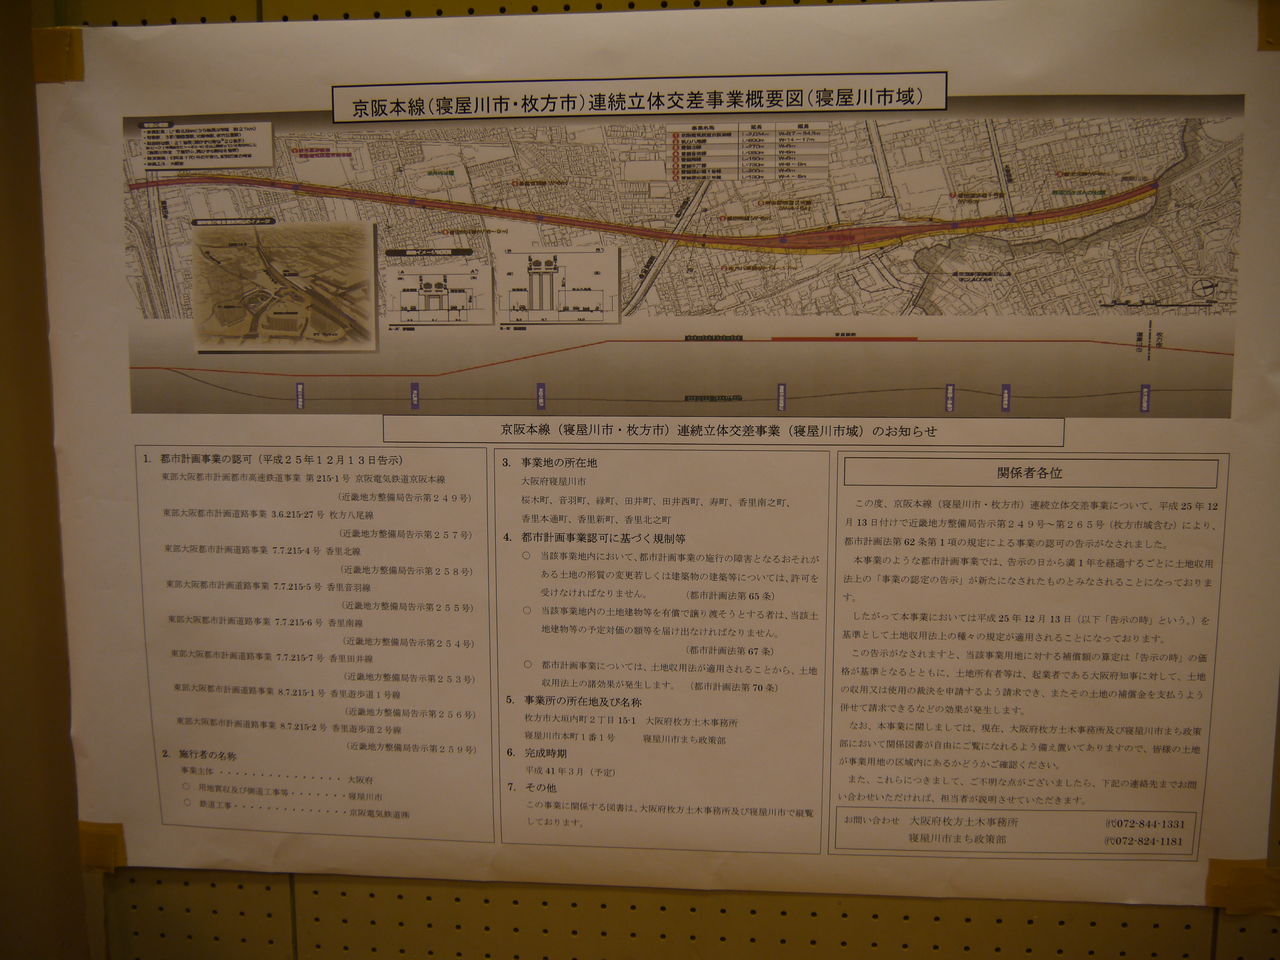 京阪本線（寝屋川市・枚方市）連続立体交差事業概要図（寝屋川市域）
京阪本線（寝屋川市・枚方市）連続立体交差事業（寝屋川市域）のお知らせ
1. 都市計画事業の認可（平成２５年１２月１３日告示）
東部大阪都市計画都市高速鉄道事業 第215-1号 京阪電気鉄道京阪本線
（近畿地方整備局告示第２４９号）
東部大阪都市計画道路事業 3.6.215-27号 枚方八尾線
（近畿地方整備局告示第２５７号）
東部大阪都市計画道路事業 7.7.215-4号 香里北線
（近畿地方整備局告示第２５８号）
東部大阪都市計画道路事業 7.7.215-5号 香里音羽線
（近畿地方整備局告示第２５５号）
東部大阪都市計画道路事業 7.7.215-6号 香里南線
（近畿地方整備局告示第２５４号）
東部大阪都市計画道路事業 7.7.215-7号 香里田井線
（近畿地方整備局告示第２５３号）
東部大阪都市計画道路事業 8.7.215-1号 香里遊歩道１号線
（近畿地方整備局告示第２５６号）
東部大阪都市計画道路事業 8.7.215-2号 香里遊歩道２号線
（近畿地方整備局告示第２５９号）
2. 施行者の名称
事業主体・・・・・・・・・・・・・・・大阪府
○ 用地買収及び側道工事等・・・・・・・寝屋川市
○ 鉄道工事・・・・・・・・・・・・・・京阪電気鉄道㈱
3. 事業地の所在地
大阪府寝屋川市
桜木町、音羽町、緑町、田井町、田井西町、寿町、香里南之町、
香里本通町、香里新町、香里北之町
4. 都市計画事業認可に基づく規制等
○ 当該事業地内において、都市計画事業の施行の障害となるおそれが
ある土地の形質の変更若しくは建築物の建築等については、許可を
受けなければなりません。 （都市計画法第65条）
○ 当該事業地内の土地建物等を有償で譲り渡そうとする者は、当該土
地建物等の予定対価の額等を届け出なければなりません。
（都市計画法第67条）
○ 都市計画事業については、土地収用法が適用されることから、土地
収用法上の諸効果が発生します。 （都市計画法第70条）
5. 事業所の所在地及び名称
枚方市大垣内町２丁目15-1 大阪府枚方土木事務所
寝屋川市本町１番１号 寝屋川市まち政策部
6. 完成時期
平成41年３月（予定）
7. その他
この事業に関係する図書は、大阪府枚方土木事務所及び寝屋川市で縦覧
しております。
関係者各位
この度、京阪本線（寝屋川市・枚方市）連続立体交差事業について、平成25年12
月13日付けで近畿地方整備局告示第２４９号～第２６５号（枚方市域含む）により、
都市計画法第62条第１項の規定による事業の認可の告示がなされました。
本事業のような都市計画事業では、告示の日から満１年を経過するごとに土地収用
法上の「事業の認定の告示」が新たになされたものとみなされることになっておりま
す。
したがって本事業においては平成25年12月13日（以下「告示の時」という。）を
基準として土地収用法上の種々の規定が適用されることになっております。
この告示がなされますと、当該事業用地に対する補償額の算定は「告示の時」の価
格が基準となるとともに、土地所有者等は、起業者である大阪府知事に対して、土地
の収用又は使用の裁決を申請するよう請求でき、またその土地の補償金を支払うよう
併せて請求できるなどの効果が発生します。
なお、本事業に関しましては、現在、大阪府枚方土木事務所及び寝屋川市まち政策
部において関係図書が自由にご覧になれるよう備え置いてありますので、皆様の土地
が事業用地の区域内にあるかどうかご確認ください。
また、これらにつきまして、ご不明な点がございましたら、下記の連絡先までお問
い合わせいただければ、担当者が説明させていただきます。
お問い合わせ 大阪府枚方土木事務所 ℡072-844-1331
寝屋川市まち政策部 ℡072-824-1181